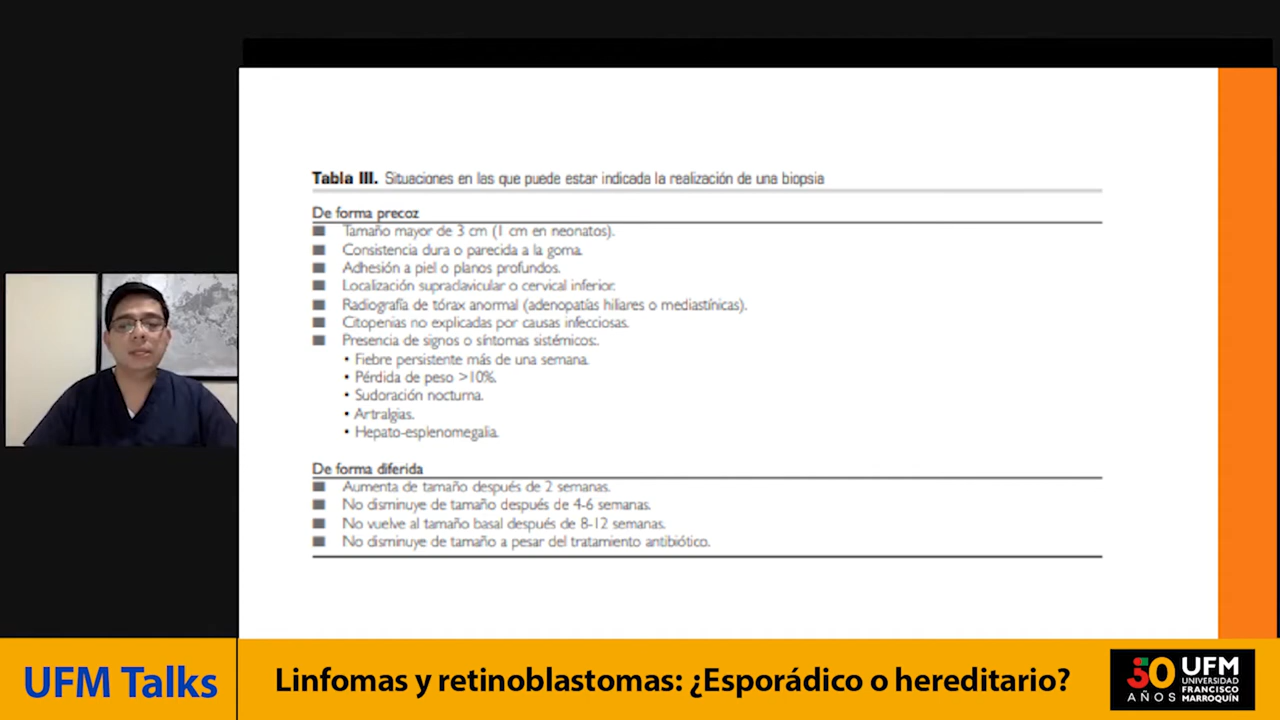 Tabla III. Situaciones en las que puede estar indicada la realización de una biopsia
De forma precoz
Tamaño mayor de 3 cm (1 cm en neonatos).
Consistencia dura o parecida a la goma.
Adhesión a piel o planos profundos.
Localización supraclavicular o cervical inferior.
Radiografía de tórax anormal (adenopatías hiliares o mediastínicas).
Citopenias no explicadas por causas infecciosas.
Presencia de signos o síntomas sistémicos:.
• Fiebre persistente más de una semana.
• Pérdida de peso >10%.
• Sudoración nocturna.
• Artralgias.
• Hepato-esplenomegalia.
De forma diferida
Aumenta de tamaño después de 2 semanas.
No disminuye de tamaño después de 4-6 semanas.
No vuelve al tamaño basal después de 8-12 semanas.
No disminuye de tamaño a pesar del tratamiento antibiótico.
UFM Talks
Linfomas y retinoblastomas: ¿Esporádico o hereditario?
50
AÑOS
UFM
UNIVERSIDAD
FRANCISCO
MARROQUÍN